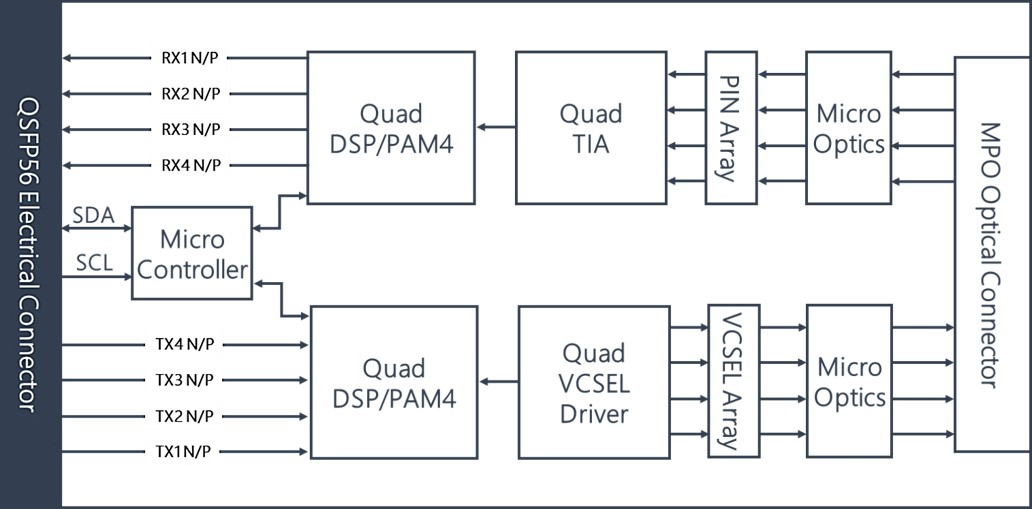 QSFP56 Electrical Connector
RX1 N/P
RX2 N/P
RX3 N/P
RX4 N/P
SDA
SCL
Micro
Controller
TX4 N/P
TX3 N/P
TX2 N/P
TX1 N/P
Quad
DSP/PAM4
Quad
TIA
PIN Array
Micro
Optics
Quad
DSP/PAM4
Quad
VCSEL
Driver
VCSEL Array
Micro
Optics
MPO Optical Connector